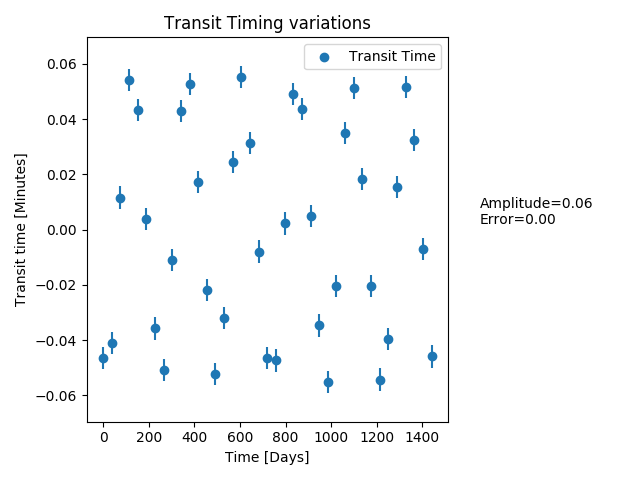 Transit Timing variations
Transit Time
Transit time [Minutes]
0.06
0.04
0.02
0.00
−0.02
−0.04
−0.06
0 200 400 600 800 1000 1200 1400
Time [Days]
Amplitude=0.06
Error=0.00